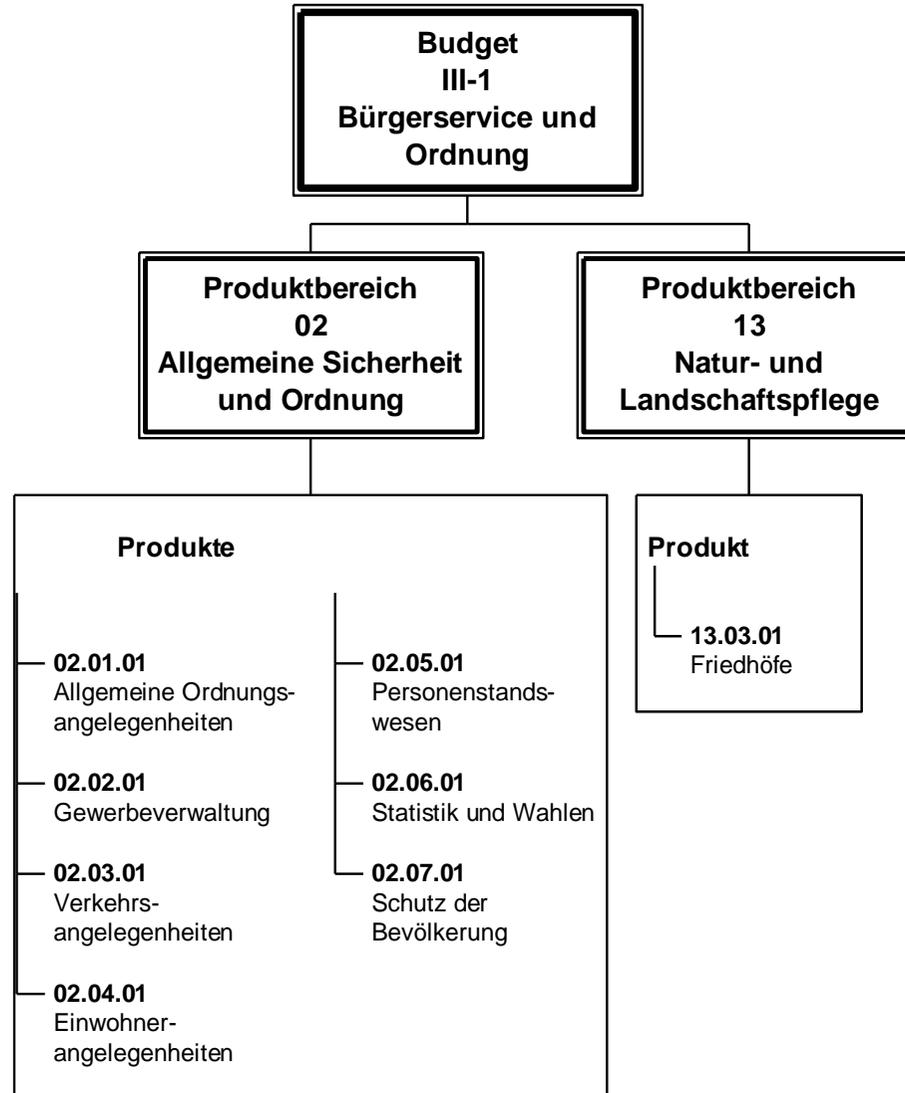 Budget
III-1
Bürgerservice und
Ordnung
Produktbereich
02
Allgemeine Sicherheit
und Ordnung
Produktbereich
13
Natur- und
Landschaftspflege
Produkte
02.01.01
Allgemeine Ordnungs-
angelegenheiten
02.02.01
Gewerbeverwaltung
02.03.01
Verkehrs-
angelegenheiten
02.04.01
Einwohner-
angelegenheiten
02.05.01
Personenstands-
wesen
02.06.01
Statistik und Wahlen
02.07.01
Schutz der
Bevölkerung
Produkt
13.03.01
Friedhöfe